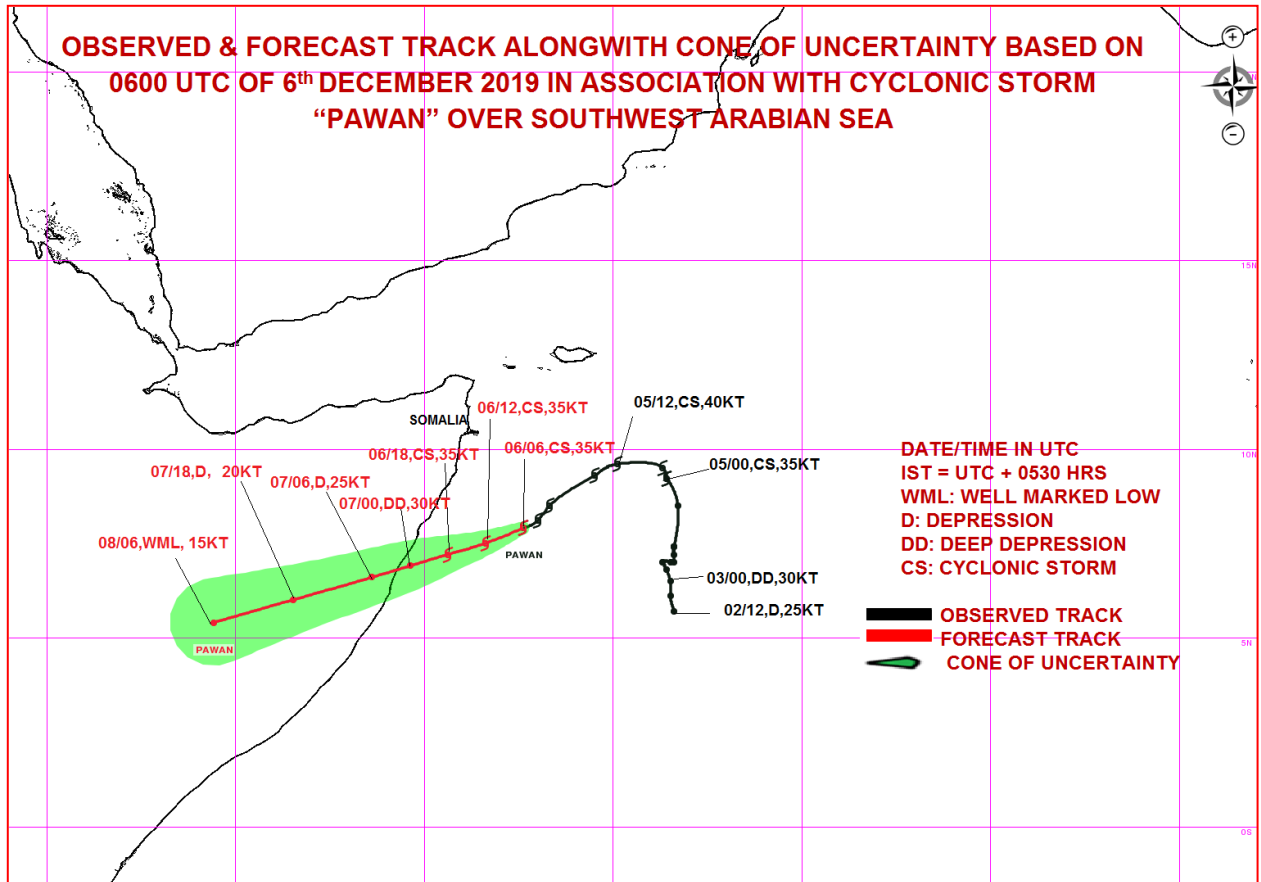 OBSERVED & FORECAST TRACK ALONGWITH CONE OF UNCERTAINTY BASED ON
0600 UTC OF 6th DECEMBER 2019 IN ASSOCIATION WITH CYCLONIC STORM
“PAWAN” OVER SOUTHWEST ARABIAN SEA
+
−
15N
05/12,CS,40KT
06/12,CS,35KT
SOMALIA
06/06,CS,35KT
10N
06/18,CS,35KT
05/00,CS,35KT
07/18,D, 20KT
07/06,D,25KT
07/00,DD,30KT
08/06,WML, 15KT
PAWAN
03/00,DD,30KT
02/12,D,25KT
PAWAN
DATE/TIME IN UTC
IST = UTC + 0530 HRS
WML: WELL MARKED LOW
D: DEPRESSION
DD: DEEP DEPRESSION
CS: CYCLONIC STORM
OBSERVED TRACK
FORECAST TRACK
CONE OF UNCERTAINTY
5N
0S